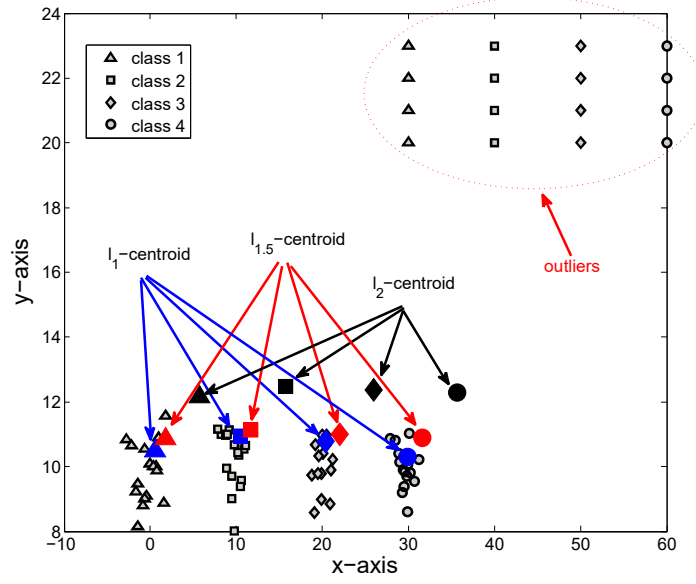 24
22
20
18
16
14
12
10
8
y−axis
class 1
class 2
class 3
class 4
outliers
l1−centroid
l1.5−centroid
l2−centroid
−10 0 10 20 30 40 50 60
x−axis